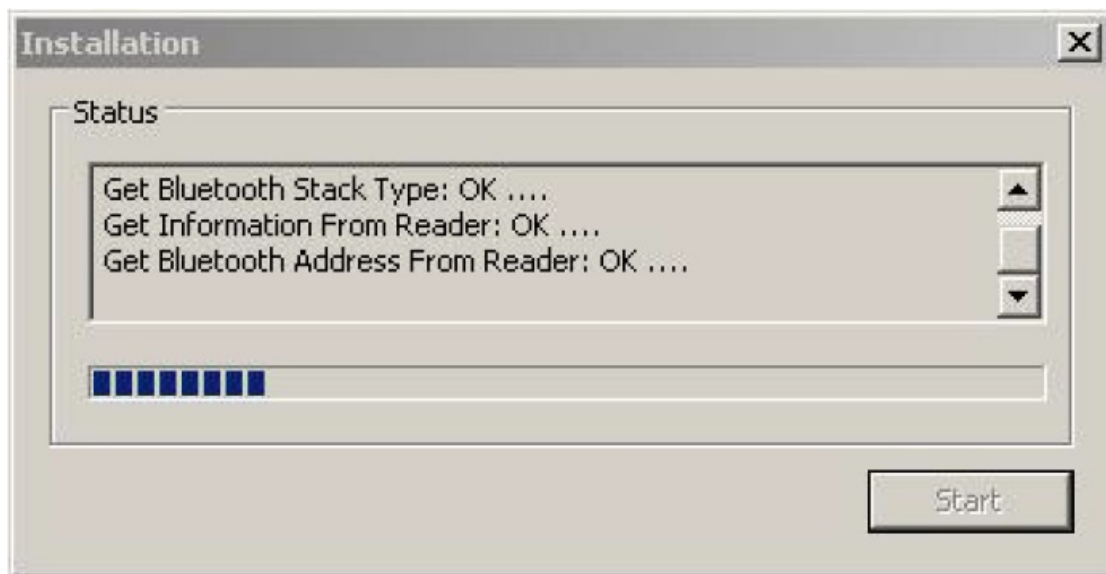 Installation
Status
Get Bluetooth Stack Type: OK ....
Get Information From Reader: OK ....
Get Bluetooth Address From Reader: OK ....
Start